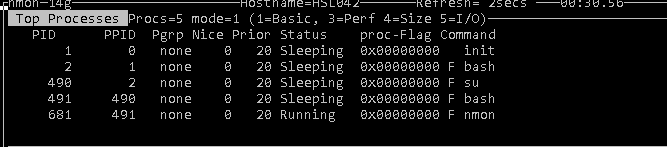 nmon-14g Hostname=HSL042 Refresh= 2secs 00:30.56
Top Processes Procs=5 mode=1 (1=Basic, 3=Perf 4=Size 5=I/O)
PID PPID Pgrp Nice Prior Status proc-Flag Command
1 0 none 0 20 Sleeping 0x00000000 init
2 1 none 0 20 Sleeping 0x00000000 F bash
490 2 none 0 20 Sleeping 0x00000000 F su
491 490 none 0 20 Sleeping 0x00000000 F bash
681 491 none 0 20 Running 0x00000000 F nmon